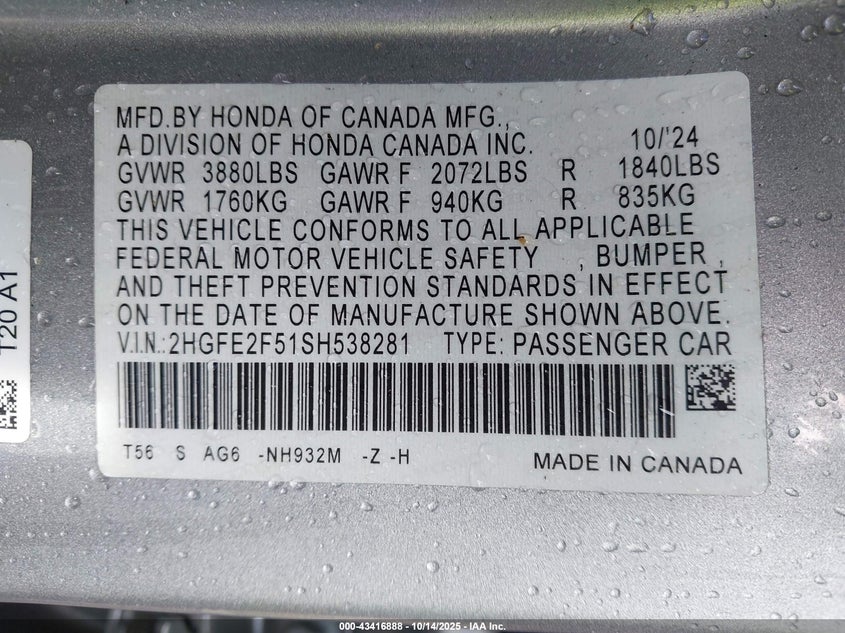 MFD.BY HONDA OF CANADA MFG.,
A DIVISION OF HONDA CANADA INC. 10/'24
GVWR 3880LBS GAWR F 2072LBS R 1840LBS
GVWR 1760KG GAWR F 940KG R 835KG
THIS VEHICLE CONFORMS TO ALL APPLICABLE
FEDERAL MOTOR VEHICLE SAFETY , BUMPER ,
AND THEFT PREVENTION STANDARDS IN EFFECT
ON THE DATE OF MANUFACTURE SHOWN ABOVE.
V.I.N.:2HGFE2F51SH538281 TYPE: PASSENGER CAR
T56 S AG6 -NH932M -Z -H MADE IN CANADA
T20 A1
000-43416888 - 10/14/2025 - IAA Inc.